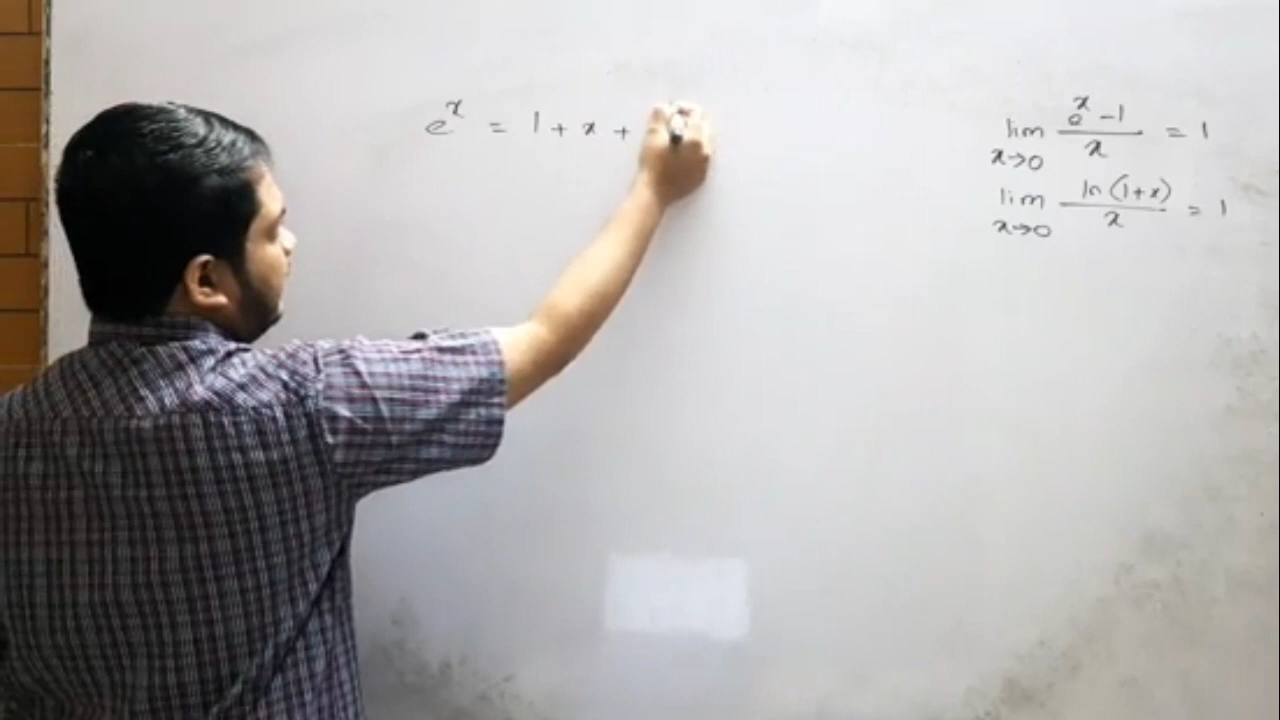 e^x = 1 + x +
lim x→0 (e^x - 1)/x = 1
lim x→0 ln(1+x)/x = 1